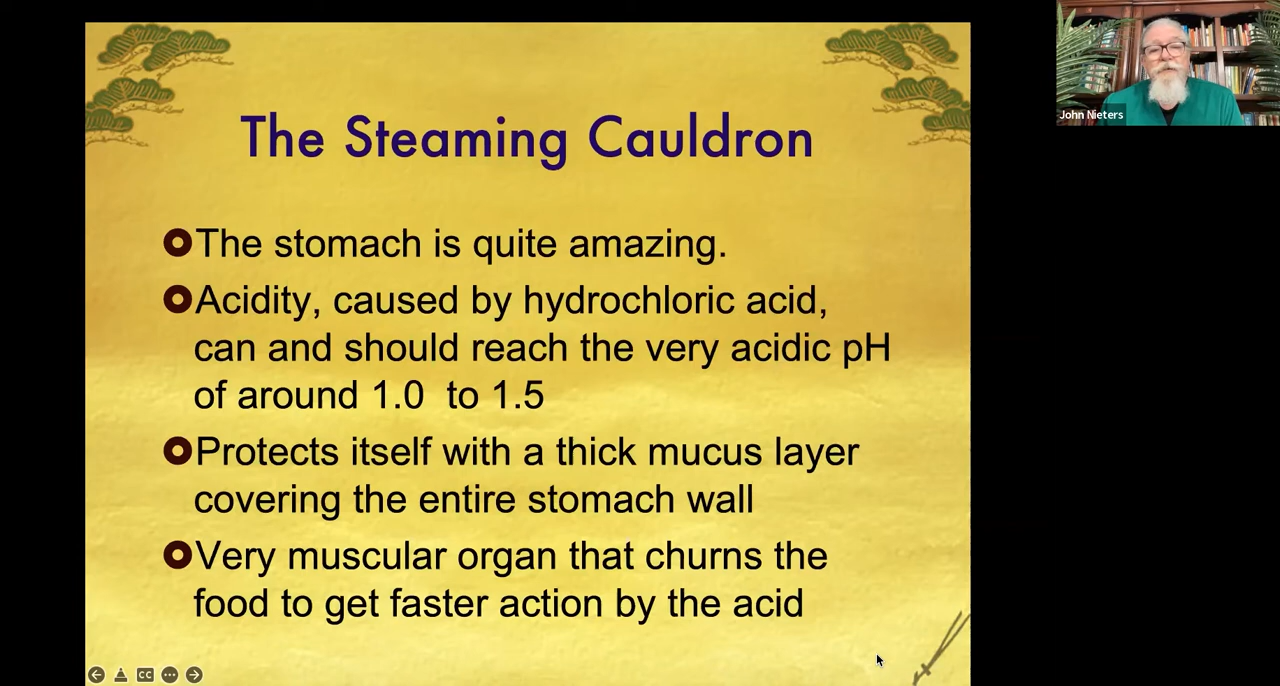 The Steaming Cauldron
The stomach is quite amazing.
Acidity, caused by hydrochloric acid,
can and should reach the very acidic pH
of around 1.0  to 1.5
Protects itself with a thick mucus layer
covering the entire stomach wall
Very muscular organ that churns the
food to get faster action by the acid
John Nieters
CC